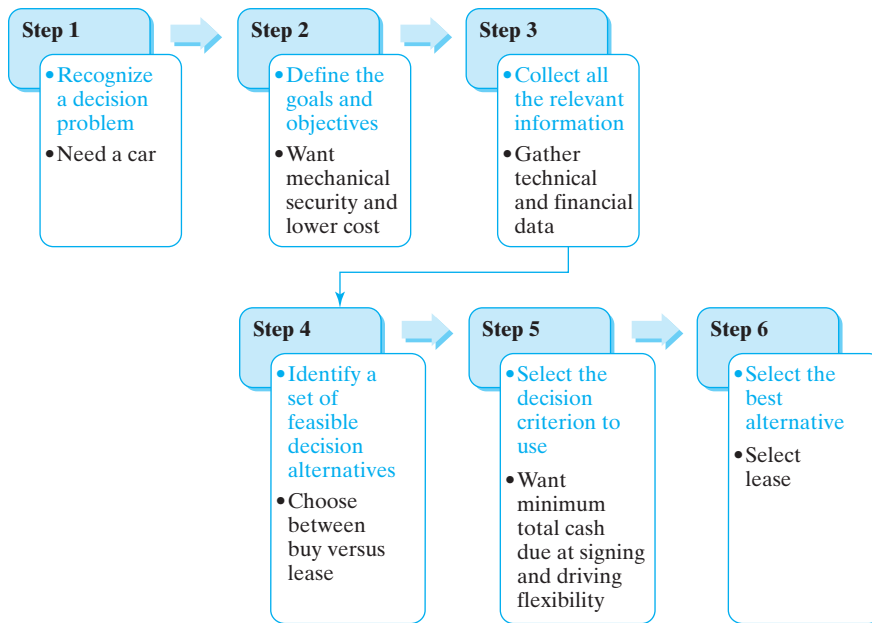 Step 1
• Recognize
a decision
problem
• Need a car
Step 2
• Define the
goals and
objectives
• Want
mechanical
security and
lower cost
Step 3
• Collect all
the relevant
information
• Gather
technical
and financial
data
Step 4
• Identify a
set of
feasible
decision
alternatives
• Choose
between
buy versus
lease
Step 5
• Select the
decision
criterion to
use
• Want
minimum
total cash
due at signing
and driving
flexibility
Step 6
• Select the
best
alternative
• Select
lease